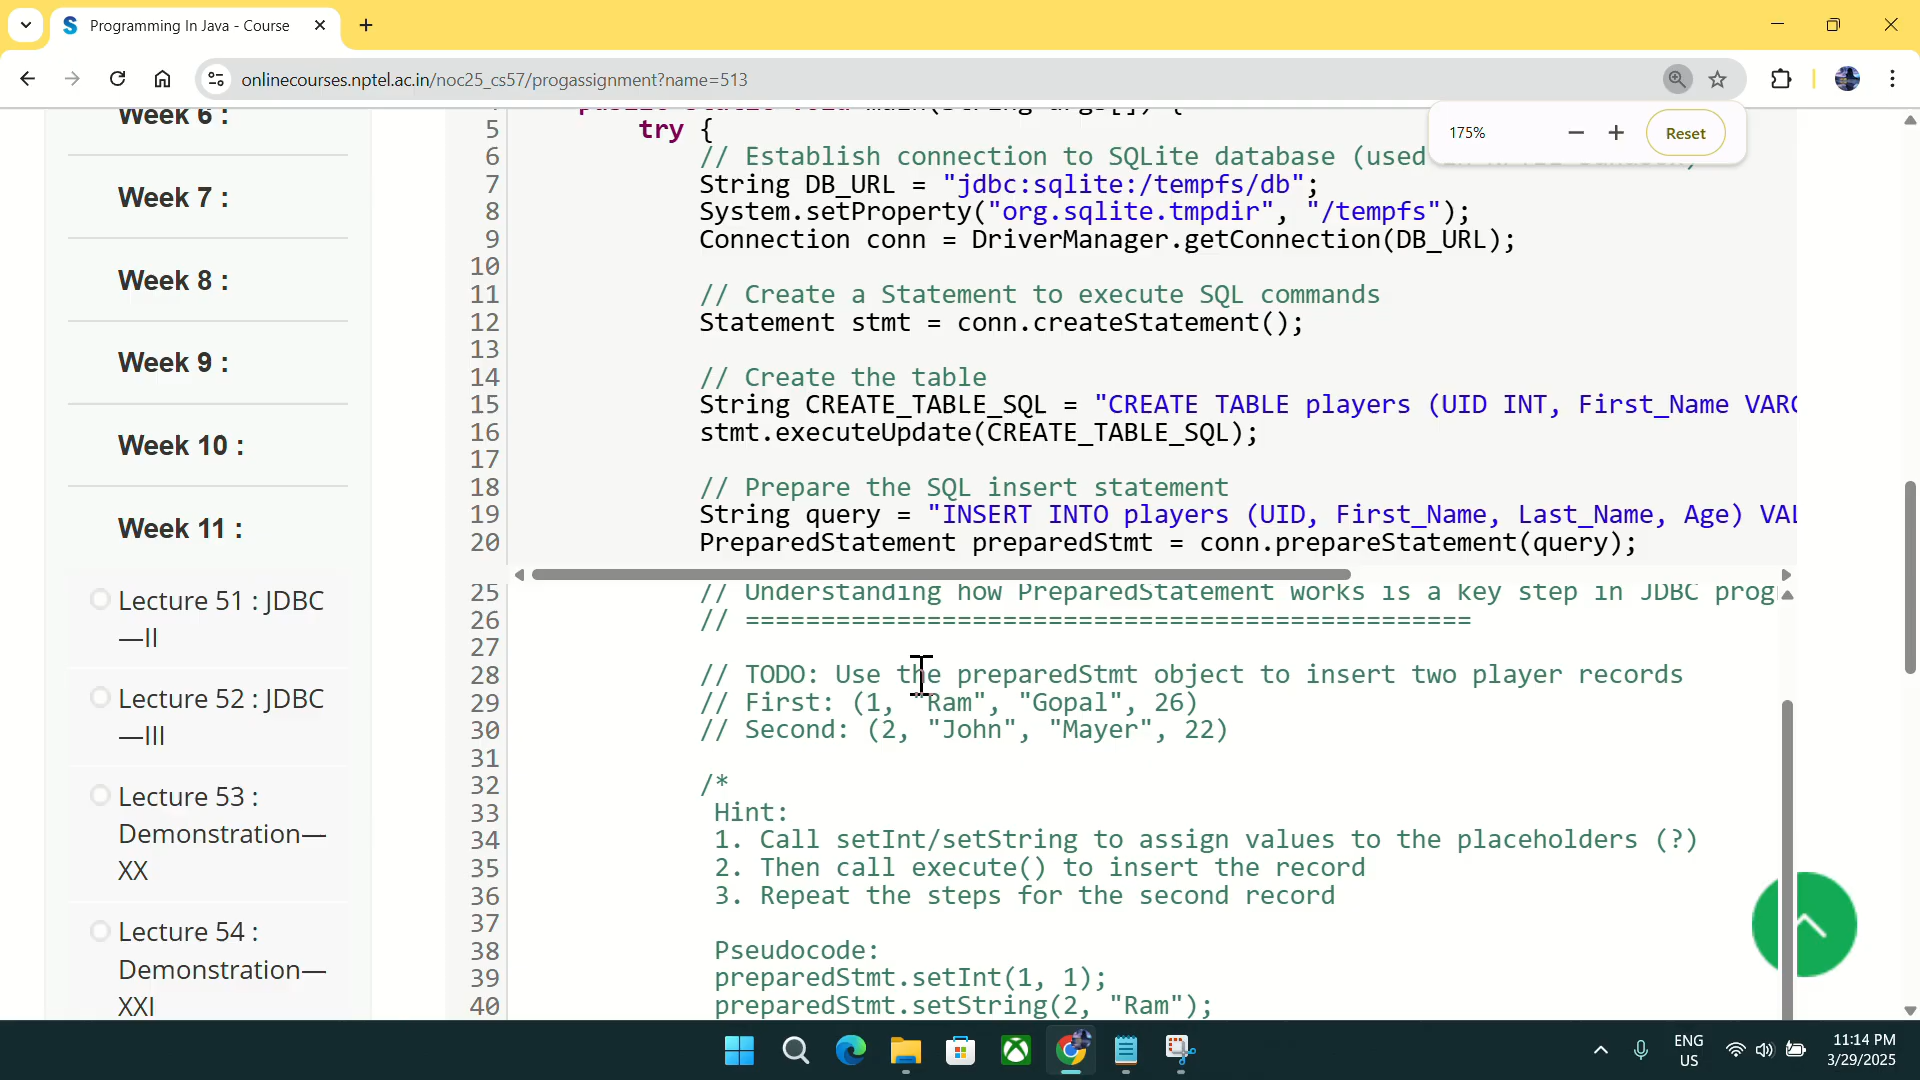 Programming In Java - Course
onlinecourses.nptel.ac.in/noc25_cs57/progassignment?name=513
175%
Reset
Week 6 :
Week 7 :
Week 8 :
Week 9 :
Week 10 :
Week 11 :
Lecture 51 : JDBC
—II
Lecture 52 : JDBC
—III
Lecture 53 :
Demonstration—
XX
Lecture 54 :
Demonstration—
XXI
public static void main(String args[]) {
5 try {
6 // Establish connection to SQLite database (used
7 String DB_URL = "jdbc:sqlite:/tempfs/db";
8 System.setProperty("org.sqlite.tmpdir", "/tempfs");
9 Connection conn = DriverManager.getConnection(DB_URL);
10
11 // Create a Statement to execute SQL commands
12 Statement stmt = conn.createStatement();
13
14 // Create the table
15 String CREATE_TABLE_SQL = "CREATE TABLE players (UID INT, First_Name VARC
16 stmt.executeUpdate(CREATE_TABLE_SQL);
17
18 // Prepare the SQL insert statement
19 String query = "INSERT INTO players (UID, First_Name, Last_Name, Age) VAL
20 PreparedStatement preparedStmt = conn.prepareStatement(query);
25 // Understanding how PreparedStatement works is a key step in JDBC prog
26 // ================================================
27
28 // TODO: Use the preparedStmt object to insert two player records
29 // First: (1, "Ram", "Gopal", 26)
30 // Second: (2, "John", "Mayer", 22)
31
32 /*
33 Hint:
34 1. Call setInt/setString to assign values to the placeholders (?)
35 2. Then call execute() to insert the record
36 3. Repeat the steps for the second record
37
38 Pseudocode:
39 preparedStmt.setInt(1, 1);
40 preparedStmt.setString(2, "Ram");
ENG
US
11:14 PM
3/29/2025